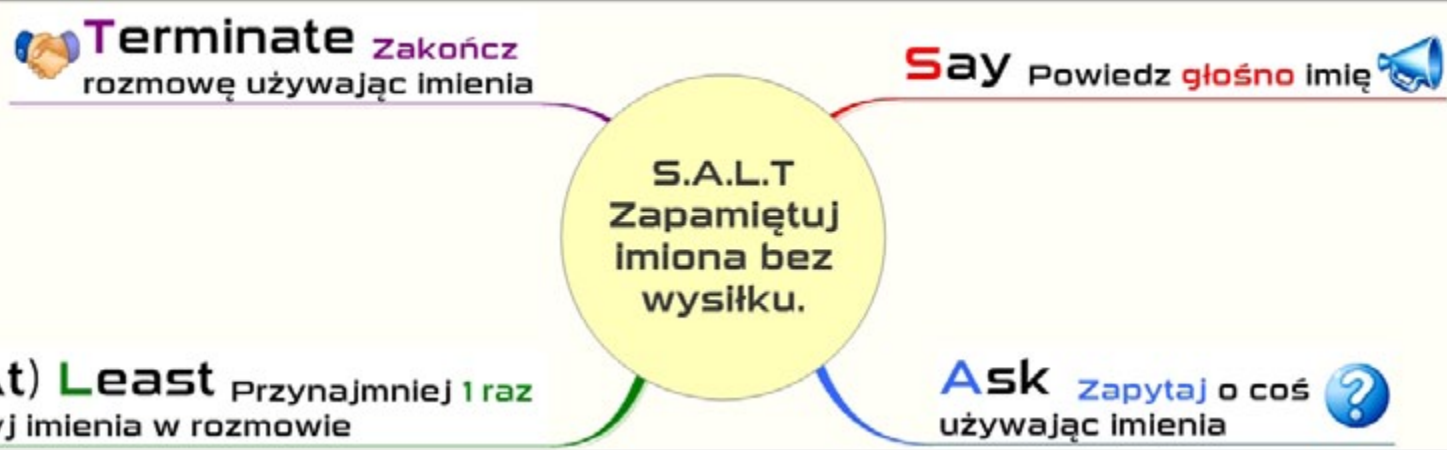 S.A.L.T
Zapamiętuj
imiona bez
wysiłku.
Say Powiedz głośno imię
Ask Zapytaj o coś
używając imienia
t) Least Przynajmniej 1 raz
j imienia w rozmowie
Terminate Zakończ
rozmowę używając imienia